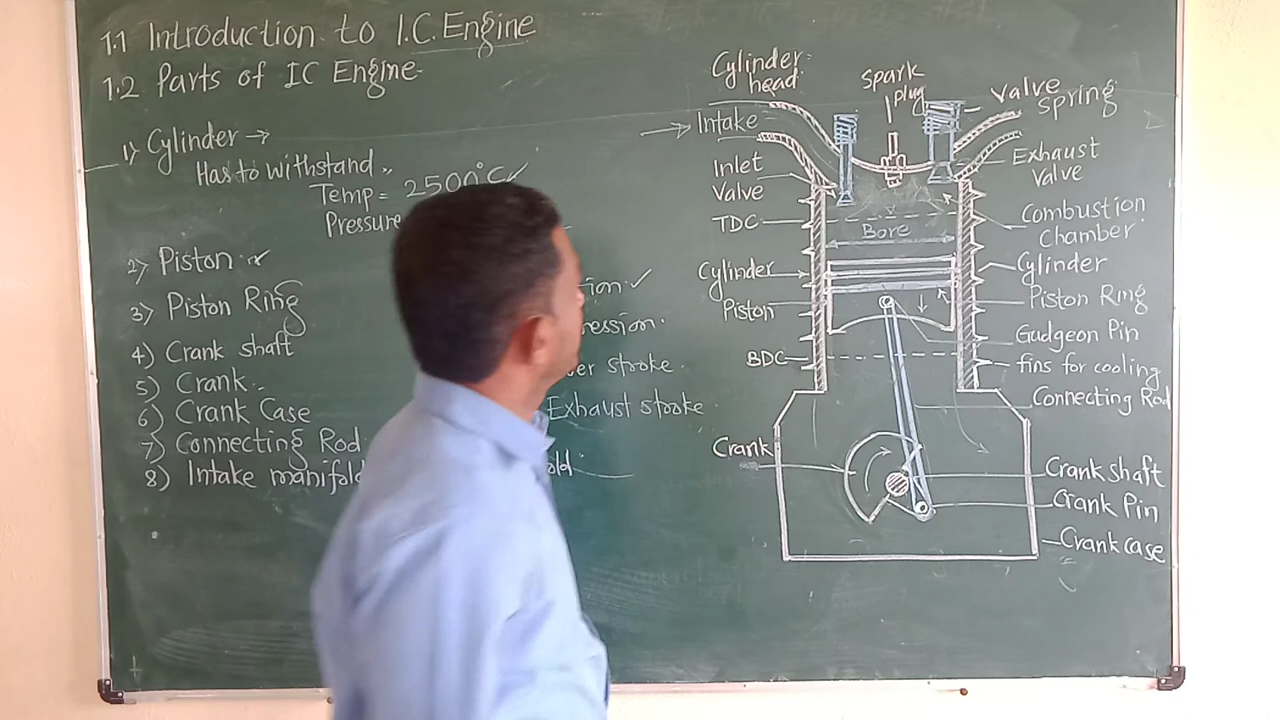 1.1 Introduction to I.C. Engine
1.2 Parts of IC Engine
1) Cylinder →
Has to withstand
Temp = 2500°C ✓
Pressure
2) Piston ✓
3) Piston Ring
4) Crank shaft
5) Crank
6) Crank Case
7) Connecting Rod
8) Intake manifold
stroke
Exhaust stroke
Cylinder head
Spark plug
Valve spring
Intake
Inlet Valve
TDC
Bore
Cylinder
Piston
BDC
Crank
Exhaust Valve
Combustion Chamber
Cylinder
Piston Ring
Gudgeon Pin
fins for cooling
Connecting Rod
Crank shaft
Crank Pin
Crank case